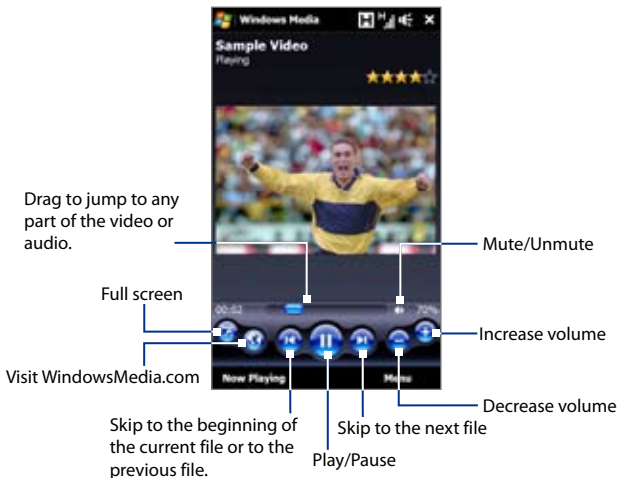 Windows Media
Sample Video
Playing
Drag to jump to any
part of the video or
audio.
Mute/Unmute
Full screen
00:02
70%
Increase volume
Visit WindowsMedia.com
Now Playing
Menu
Decrease volume
Skip to the beginning of
the current file or to the
previous file.
Skip to the next file
Play/Pause